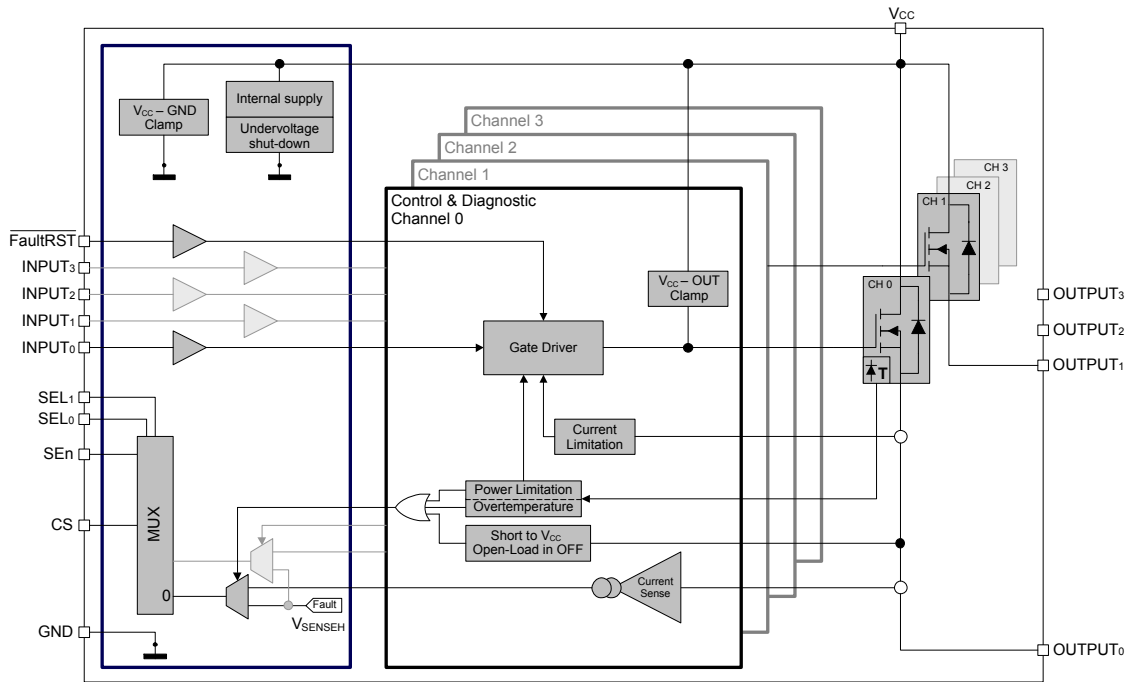 VCC
Internal supply
Undervoltage
shut-down
VCC – GND
Clamp
Channel 3
Channel 2
Channel 1
Control & Diagnostic
Channel 0
CH 3
CH 2
CH 1
CH 0
T
FaultRST
INPUT3
INPUT2
INPUT1
INPUT0
VCC – OUT
Clamp
Gate Driver
OUTPUT3
OUTPUT2
OUTPUT1
SEL1
SEL0
SEn
CS
GND
MUX
0
Current
Limitation
Power Limitation
Overtemperature
Short to VCC
Open-Load in OFF
Current
Sense
Fault
VSENSEH
OUTPUT0